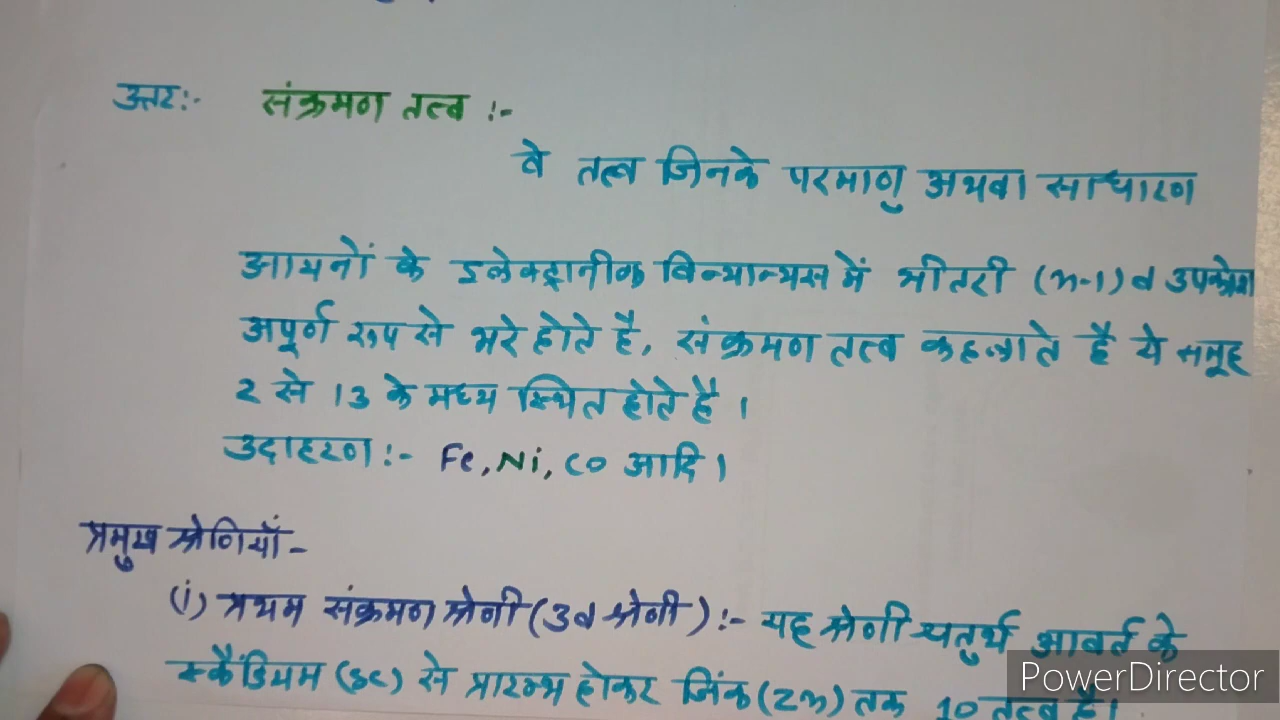 उत्तर:- संक्रमण तत्व :-
वे तत्व जिनके परमाणु अथवा साधारण
आयनों के इलेक्ट्रानीक विन्यान्यस में भीतरी (n-1)d उपकोश
अपूर्ण रूप से भरे होते है, संक्रमण तत्व कहलाते है ये समूह
2 से 13 के मध्य स्थित होते है।
उदाहरण:- Fe, Ni, CO आदि।
प्रमुख श्रेणियाँ-
(i) प्रथम संक्रमण श्रेणी (3d श्रेणी):- यह श्रेणी चतुर्थ आवर्त के
स्कैंडियम (Sc) से प्रारम्भ होकर जिंक (Zn) तक 10 तत्व है।
PowerDirector